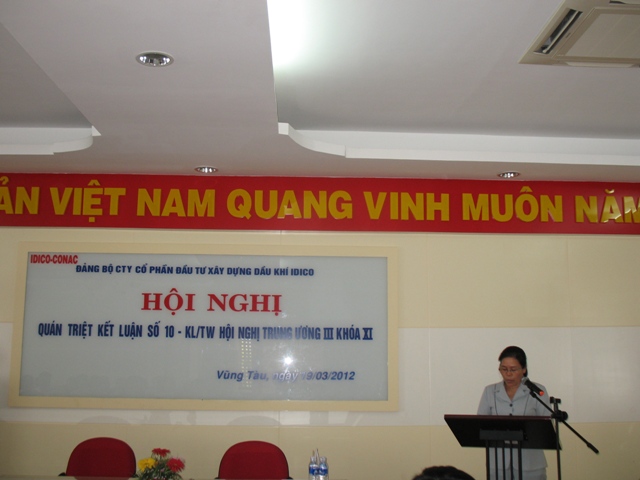 ẢN VIỆT NAM QUANG VINH MUÔN NĂM
IDICO-CONAC
ĐẢNG BỘ CTY CỔ PHẦN ĐẦU TƯ XÂY DỰNG DẦU KHÍ IDICO
HỘI NGHỊ
QUÁN TRIỆT KẾT LUẬN SỐ 10 - KL/TW HỘI NGHỊ TRUNG ƯƠNG III KHÓA XI
Vũng Tàu, ngày 9/03/2012